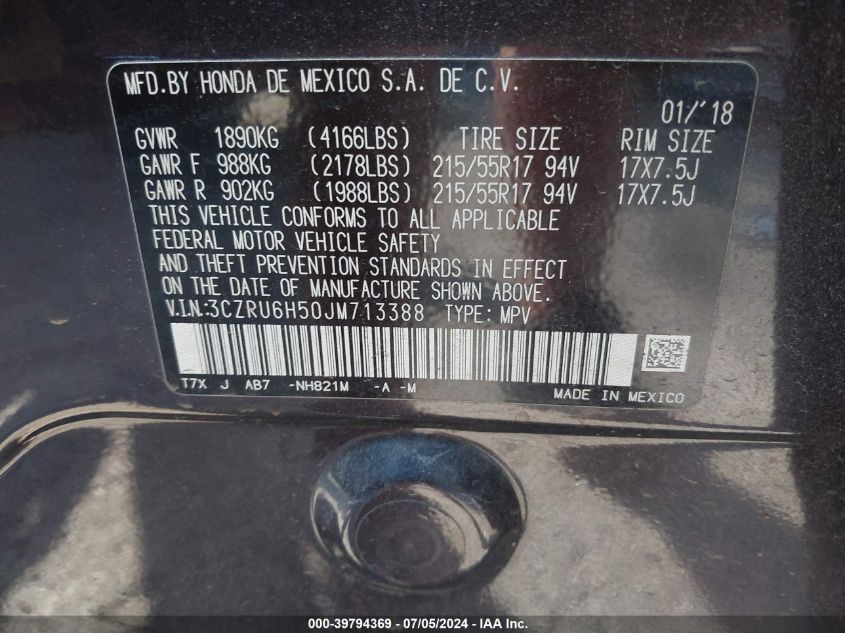 MFD.BY HONDA DE MEXICO S.A. DE C.V.
01/'18
GVWR 1890KG (4166LBS) TIRE SIZE RIM SIZE
GAWR F 988KG (2178LBS) 215/55R17 94V 17X7.5J
GAWR R 902KG (1988LBS) 215/55R17 94V 17X7.5J
THIS VEHICLE CONFORMS TO ALL APPLICABLE
FEDERAL MOTOR VEHICLE SAFETY
AND THEFT PREVENTION STANDARDS IN EFFECT
ON THE DATE OF MANUFACTURE SHOWN ABOVE.
V.I.N:3CZRU6H50JM713388 TYPE: MPV
T7X J AB7 -NH821M -A -M
MADE IN MEXICO
000-39794369 - 07/05/2024 - IAA Inc.